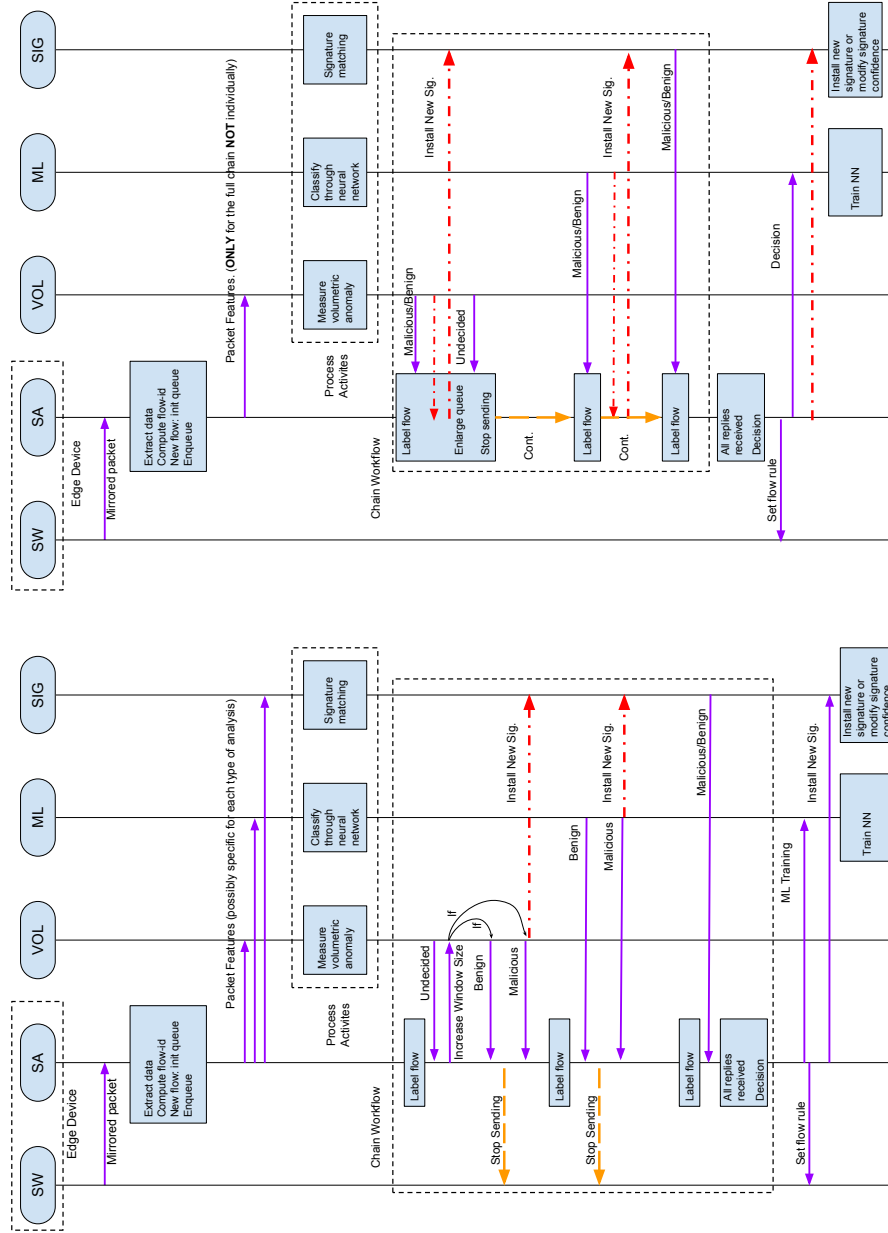 SW
SA
VOL
ML
SIG
Edge Device
Mirrored packet
Extract data
Compute flow-id
New flow: init queue
Enqueue
Packet Features (possibly specific for each type of analysis)
Process
Activites
Measure
volumetric
anomaly
Classify
through
neural
network
Signature
matching
Chain Workflow
Label flow
Undecided
Increase Window Size
If
If
Benign
Malicious
Install New Sig.
Stop Sending
Label flow
Benign
Malicious
Install New Sig.
Stop Sending
Label flow
Malicious/Benign
All replies
received
Decision
Set flow rule
ML Training
Install New Sig.
Train NN
Install new
signature or
modify signature
confidence
SW
SA
VOL
ML
SIG
Edge Device
Mirrored packet
Extract data
Compute flow-id
New flow: init queue
Enqueue
Packet Features. (ONLY for the full chain NOT individually)
Process
Activites
Measure
volumetric
anomaly
Classify
through
neural
network
Signature
matching
Chain Workflow
Label flow
Malicious/Benign
Install New Sig.
Enlarge queue
Undecided
Stop sending
Cont.
Label flow
Malicious/Benign
Install New Sig.
Cont.
Label flow
Malicious/Benign
All replies
received
Decision
Set flow rule
Decision
Train NN
Install new
signature or
modify signature
confidence